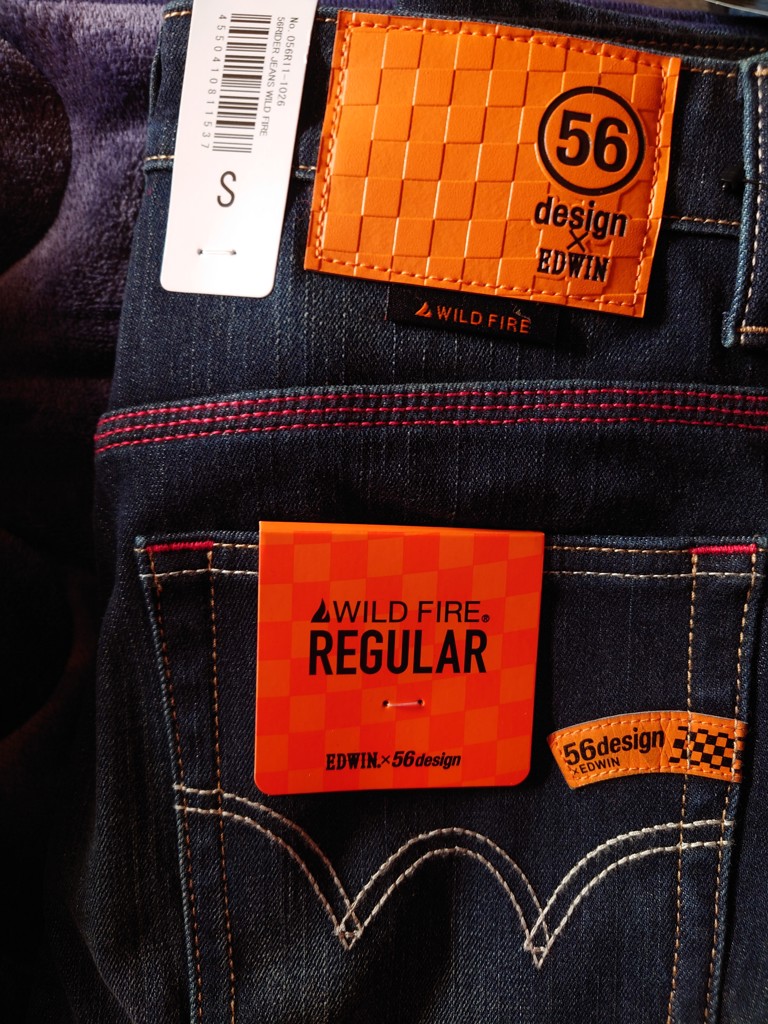 No. 056R11-1026
56RIDER JEANS WILD FIRE
4550410811537
S
56
design
×
EDWIN
WILD FIRE
WILD FIRE®
REGULAR
EDWIN.×56design
56design
×EDWIN